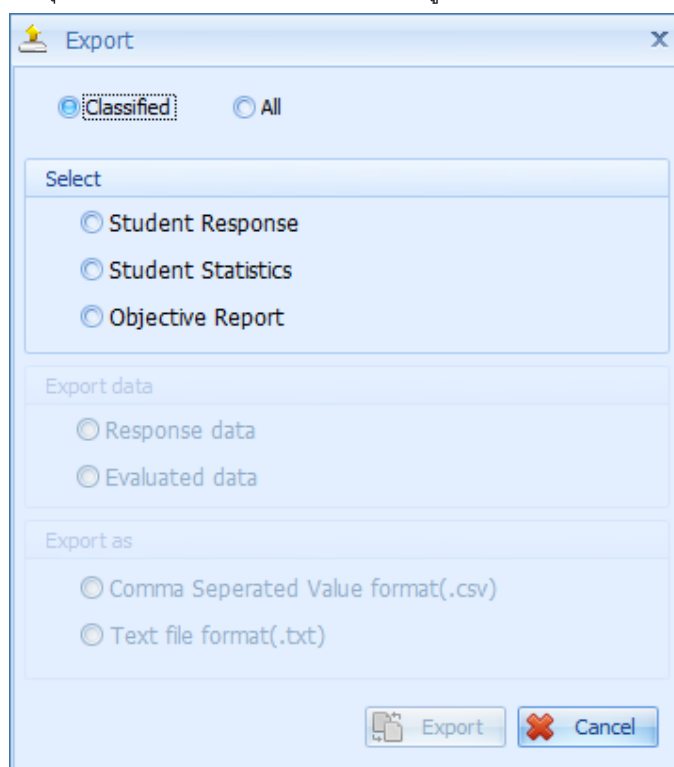 Export
Classified All
Select
Student Response
Student Statistics
Objective Report
Export data
Response data
Evaluated data
Export as
Comma Seperated Value format(.csv)
Text file format(.txt)
Export Cancel